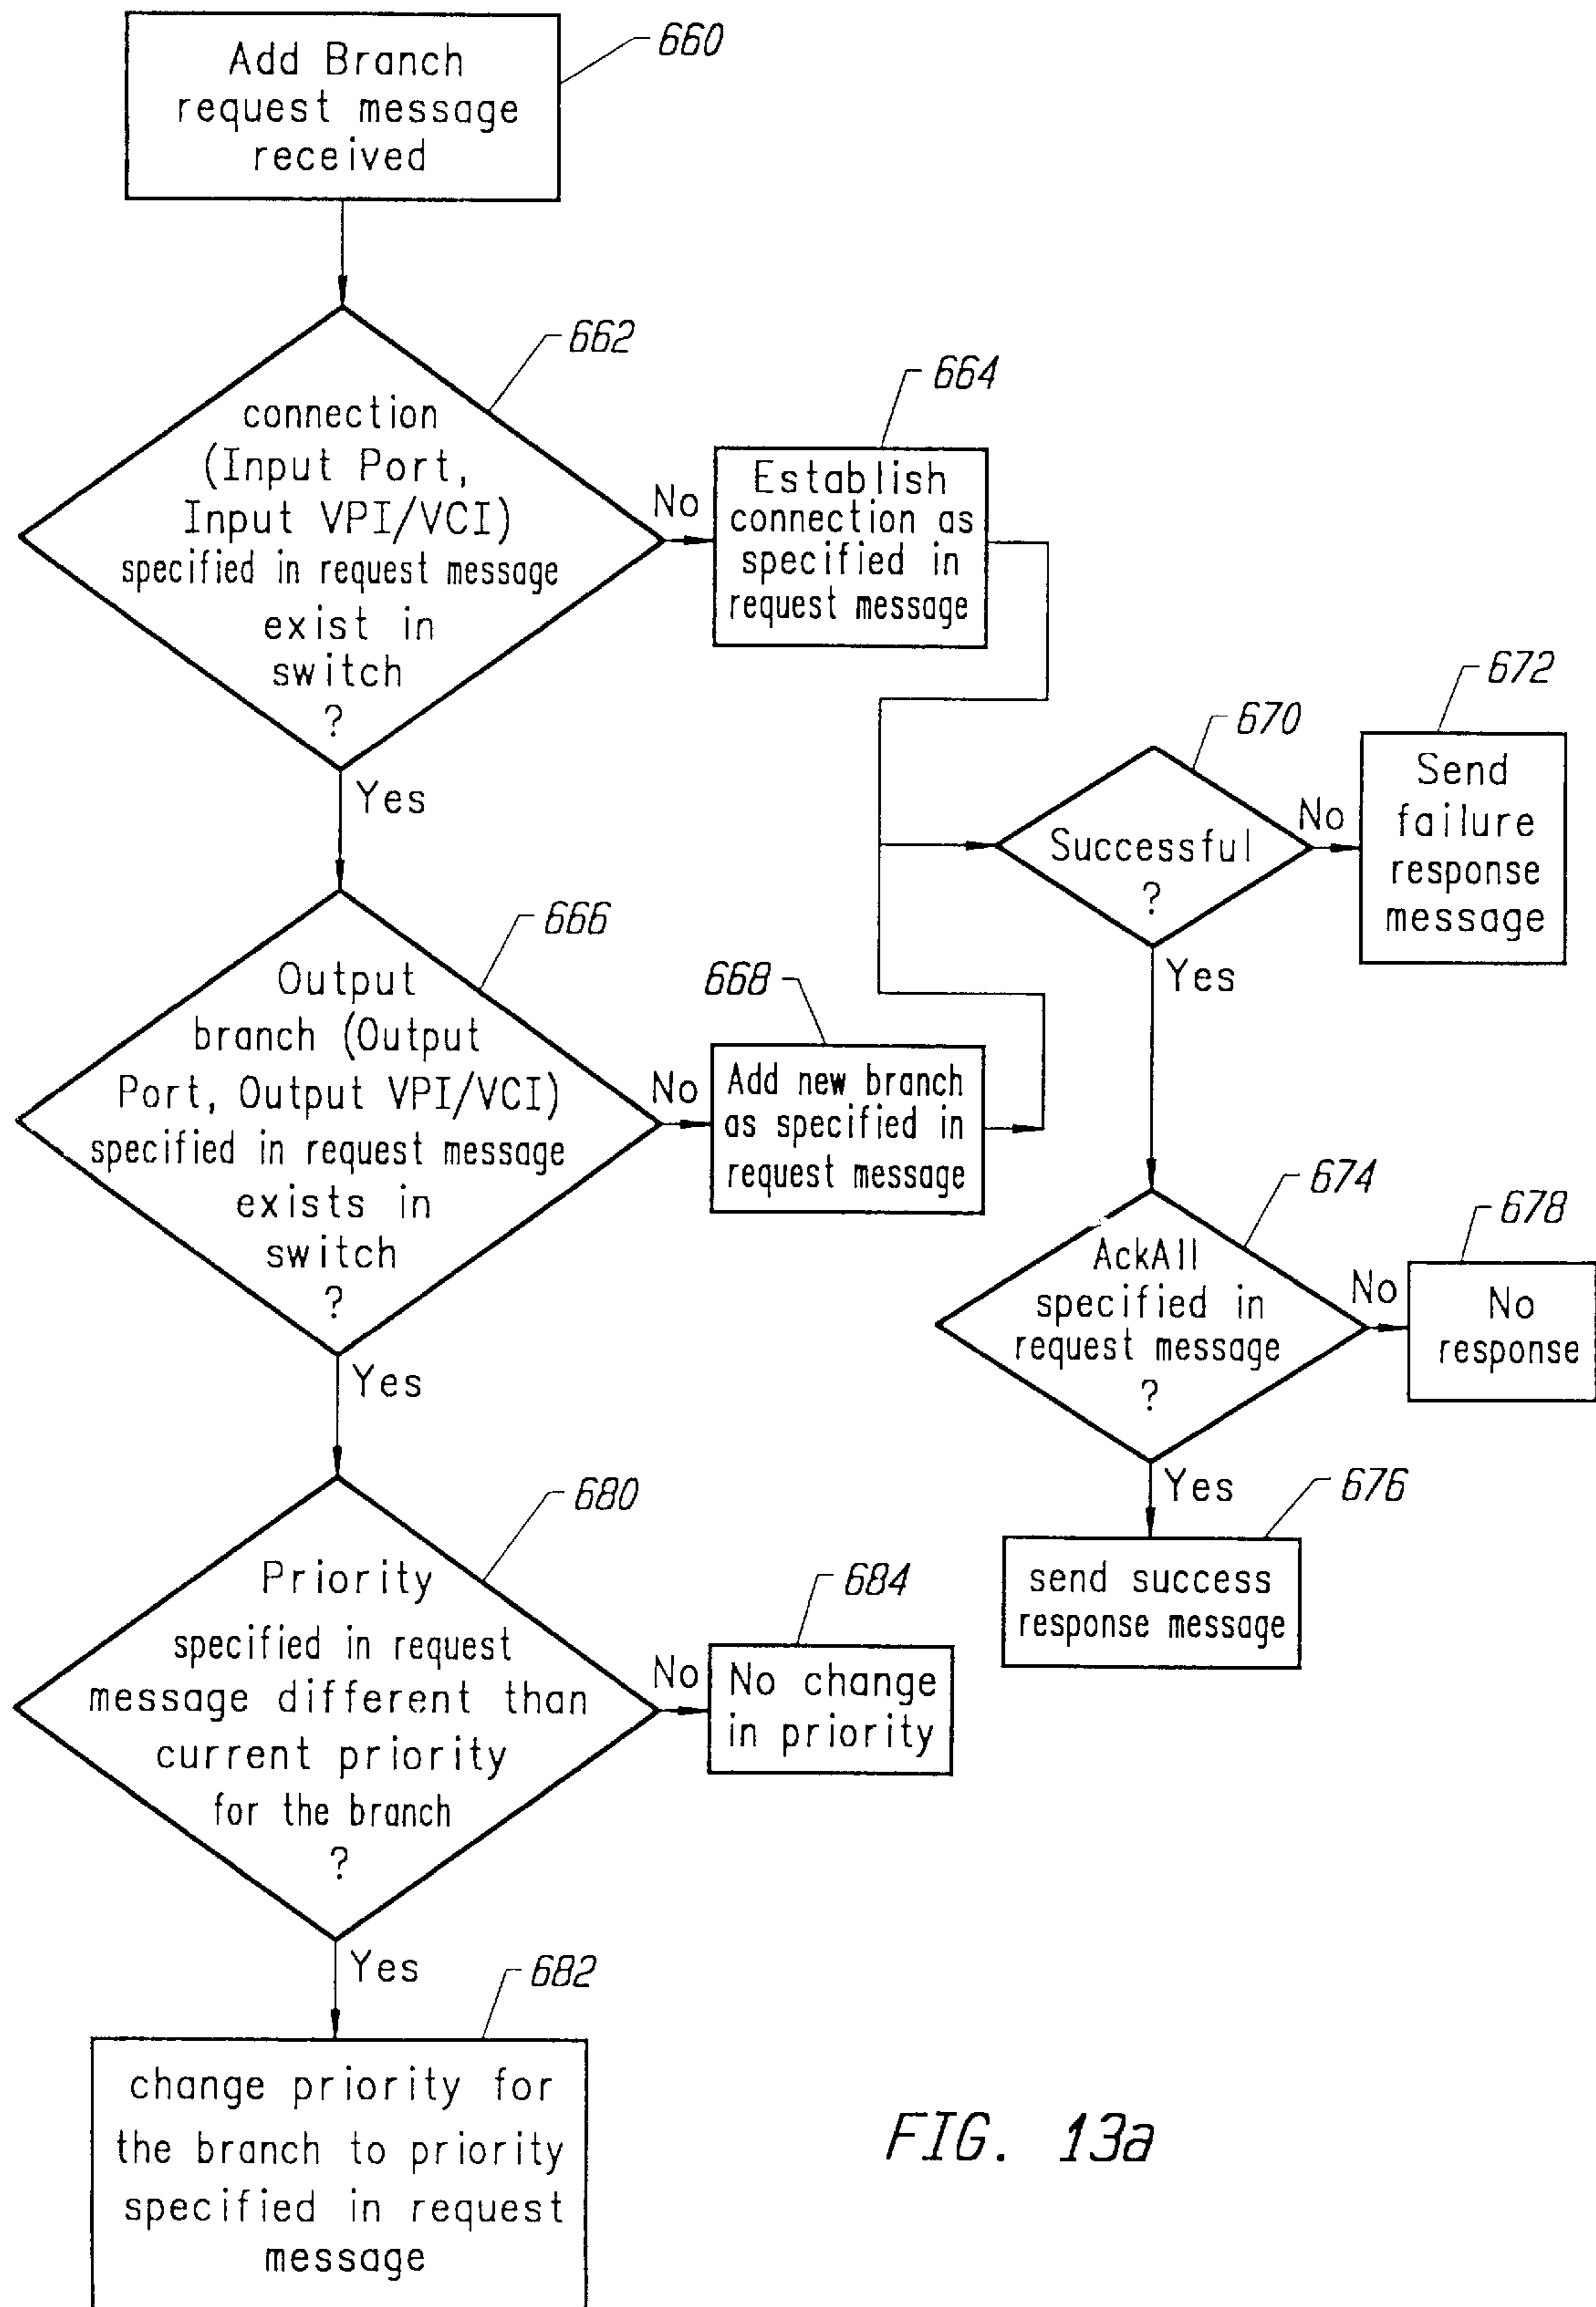 Add Branch
request message
received
660
connection
(Input Port,
Input VPI/VCI)
specified in request message
exist in
switch
?
662
No
Establish
connection as
specified in
request message
664
Yes
Output
branch (Output
Port, Output VPI/VCI)
specified in request message
exists in
switch
?
666
No
Add new branch
as specified in
request message
668
Successful
?
670
No
Send
failure
response
message
672
Yes
AckAll
specified in
request message
?
674
No
No
response
678
Yes
send success
response message
676
Yes
Priority
specified in request
message different than
current priority
for the branch
?
680
No
No change
in priority
684
Yes
change priority for
the branch to priority
specified in request
message
682
FIG. 13a